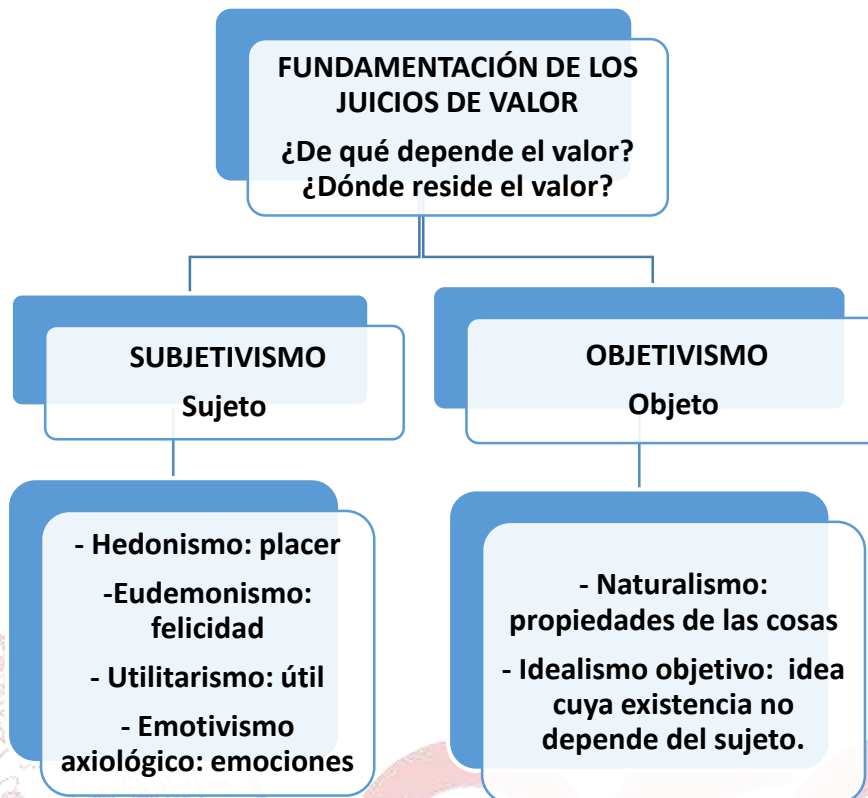 FUNDAMENTACIÓN DE LOS
JUICIOS DE VALOR
¿De qué depende el valor?
¿Dónde reside el valor?
SUBJETIVISMO
Sujeto
OBJETIVISMO
Objeto
- Hedonismo: placer
-Eudemonismo:
felicidad
- Utilitarismo: útil
- Emotivismo
axiológico: emociones
- Naturalismo:
propiedades de las cosas
- Idealismo objetivo: idea
cuya existencia no
depende del sujeto.